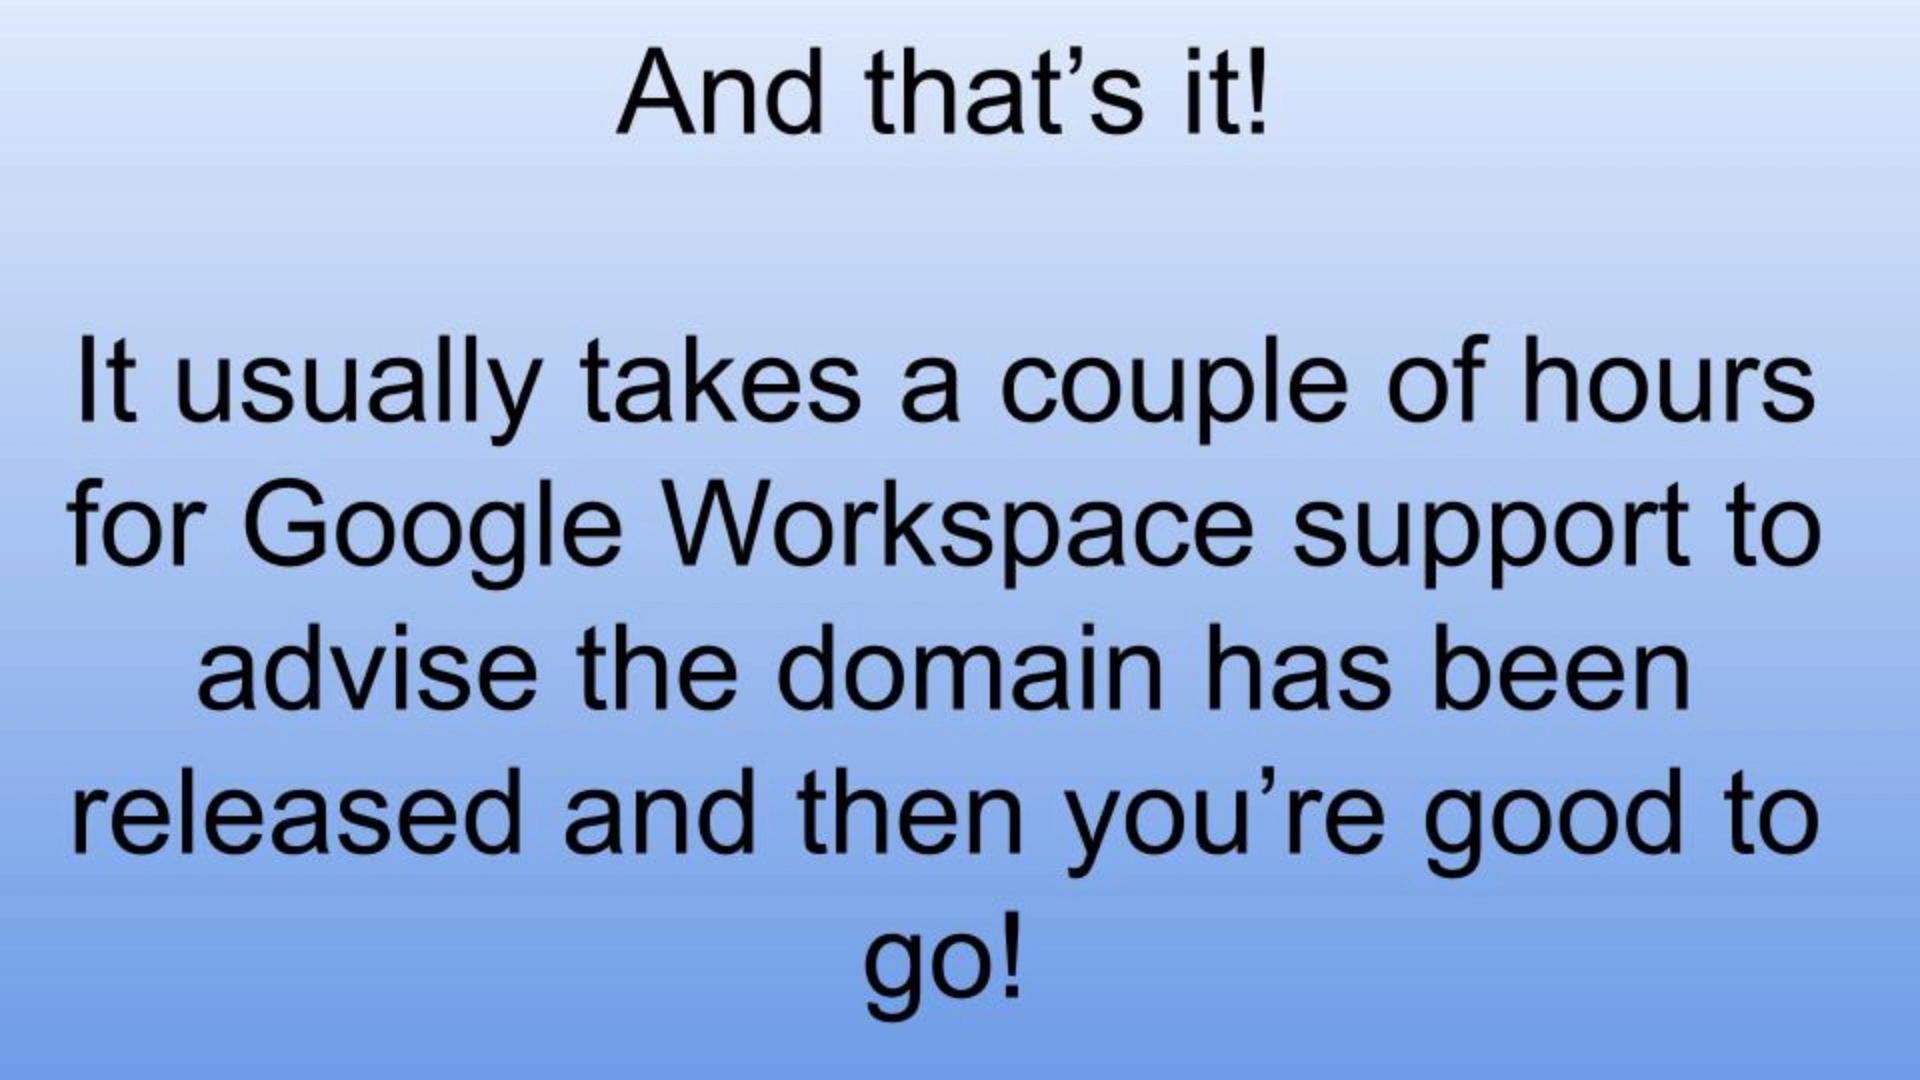 And that’s it!
It usually takes a couple of hours
for Google Workspace support to
advise the domain has been
released and then you’re good to
go!